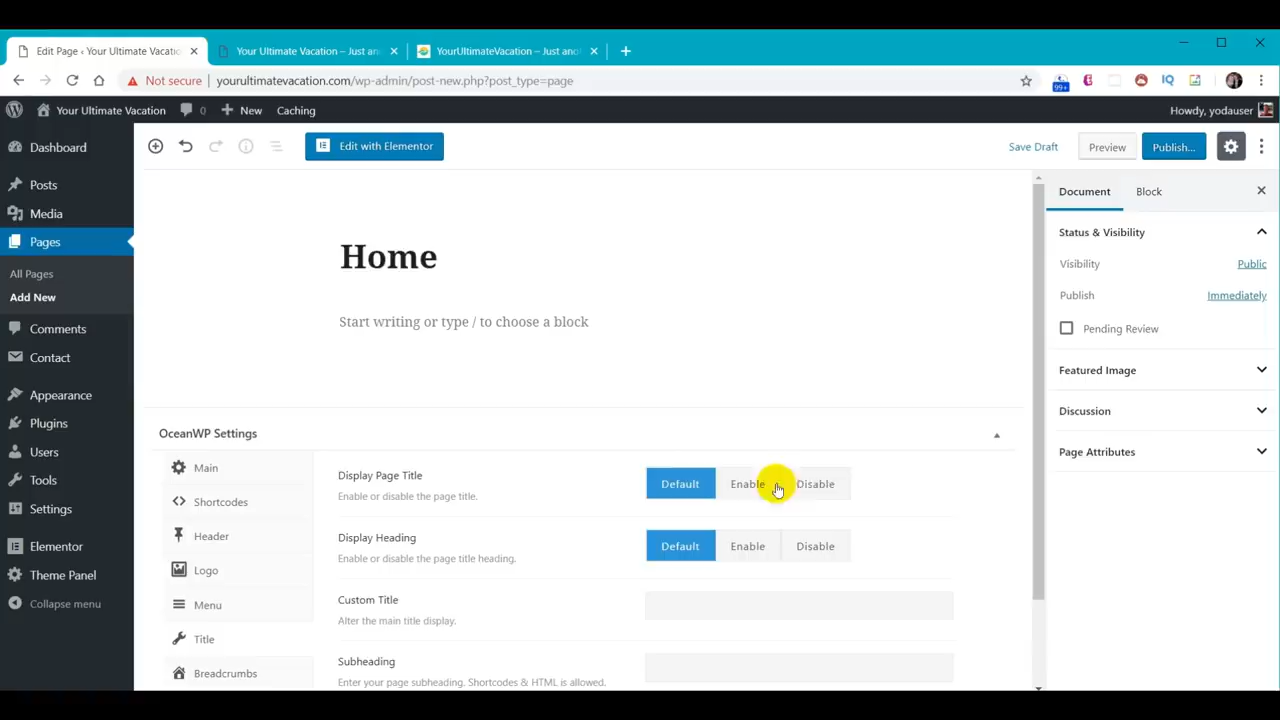 Edit Page ‹ Your Ultimate Vacatio
Your Ultimate Vacation – Just an
YourUltimateVacation – Just ano
Not secure
yourultimatevacation.com/wp-admin/post-new.php?post_type=page
99+
IQ
Your Ultimate Vacation
0
New
Caching
Howdy, yodauser
Dashboard
Posts
Media
Pages
All Pages
Add New
Comments
Contact
Appearance
Plugins
Users
Tools
Settings
Elementor
Theme Panel
Collapse menu
Edit with Elementor
Save Draft
Preview
Publish...
Home
Start writing or type / to choose a block
OceanWP Settings
Main
Shortcodes
Header
Logo
Menu
Title
Breadcrumbs
Display Page Title
Enable or disable the page title.
Default
Enable
Disable
Display Heading
Enable or disable the page title heading.
Default
Enable
Disable
Custom Title
Alter the main title display.
Subheading
Enter your page subheading. Shortcodes & HTML is allowed.
Document
Block
Status & Visibility
Visibility
Public
Publish
Immediately
Pending Review
Featured Image
Discussion
Page Attributes